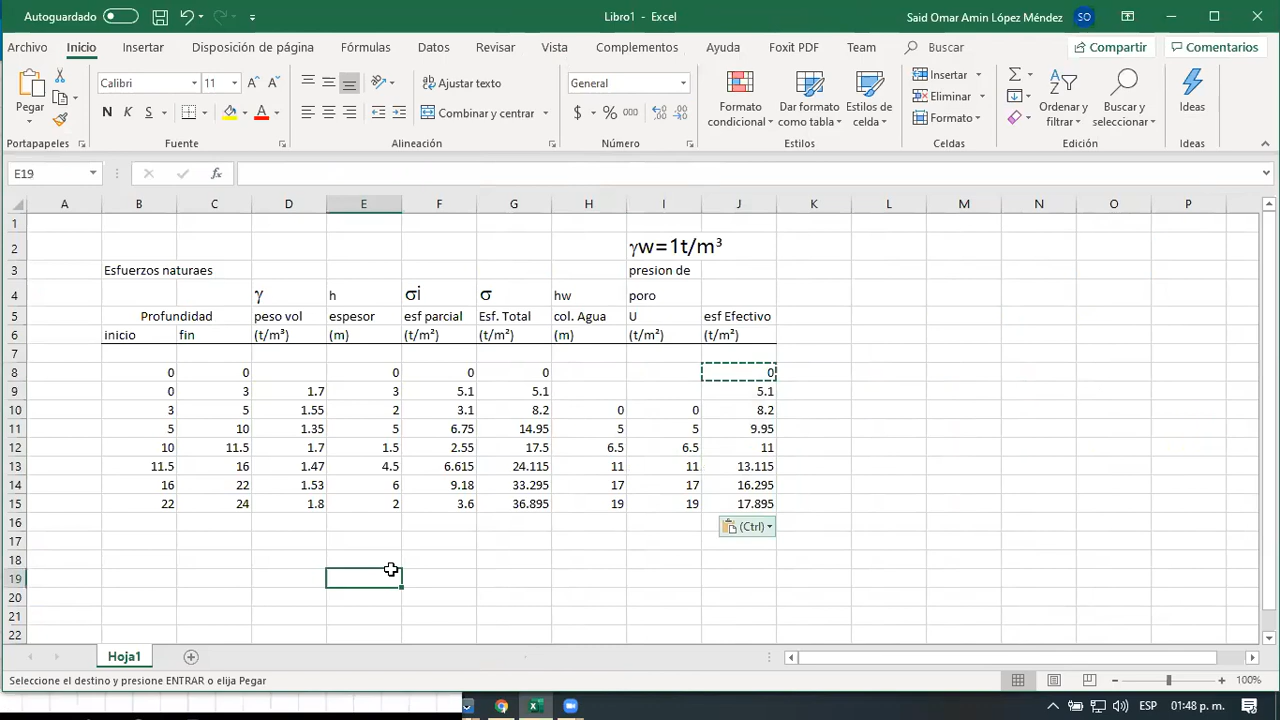 Autoguardado
Libro1 - Excel
Said Omar Amin López Méndez
SO
Archivo Inicio Insertar Disposición de página Fórmulas Datos Revisar Vista Complementos Ayuda Foxit PDF Team Buscar Compartir Comentarios
Pegar
Calibri 11
N K S
Ajustar texto
Combinar y centrar
General
$ % 000
Formato condicional
Dar formato como tabla
Estilos de celda
Insertar
Eliminar
Formato
Ordenar y filtrar
Buscar y seleccionar
Ideas
Portapapeles Fuente Alineación Número Estilos Celdas Edición Ideas
E19 fx
A B C D E F G H I J K L M N O P
1
2 γw=1t/m³
3 Esfuerzos naturaes presion de
4 γ h σi σ hw poro
5 Profundidad peso vol espesor esf parcial Esf. Total col. Agua U esf Efectivo
6 inicio fin (t/m³) (m) (t/m²) (t/m²) (m) (t/m²) (t/m²)
7
8 0 0 0 0 0 0
9 0 3 1.7 3 5.1 5.1 5.1
10 3 5 1.55 2 3.1 8.2 0 0 8.2
11 5 10 1.35 5 6.75 14.95 5 5 9.95
12 10 11.5 1.7 1.5 2.55 17.5 6.5 6.5 11
13 11.5 16 1.47 4.5 6.615 24.115 11 11 13.115
14 16 22 1.53 6 9.18 33.295 17 17 16.295
15 22 24 1.8 2 3.6 36.895 19 19 17.895
16 (Ctrl)
17
18
19
20
21
22
Hoja1
Seleccione el destino y presione ENTRAR o elija Pegar
100%
ESP 01:48 p. m.